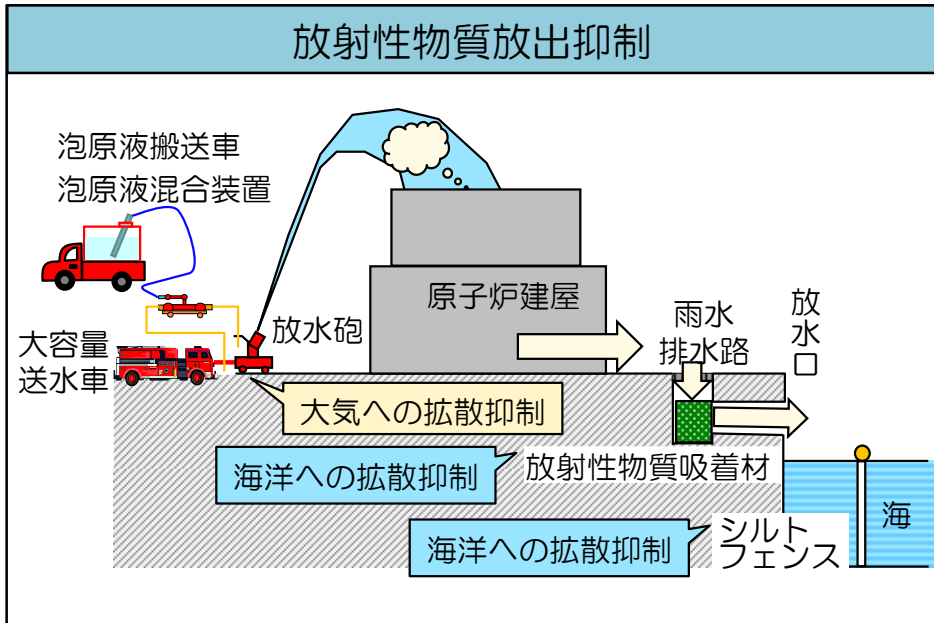 放射性物質放出抑制
泡原液搬送車
泡原液混合装置
大容量
送水車
放水砲
原子炉建屋
雨水
排水路
放
水
口
大気への拡散抑制
海洋への拡散抑制
放射性物質吸着材
海洋への拡散抑制
シルト
フェンス
海